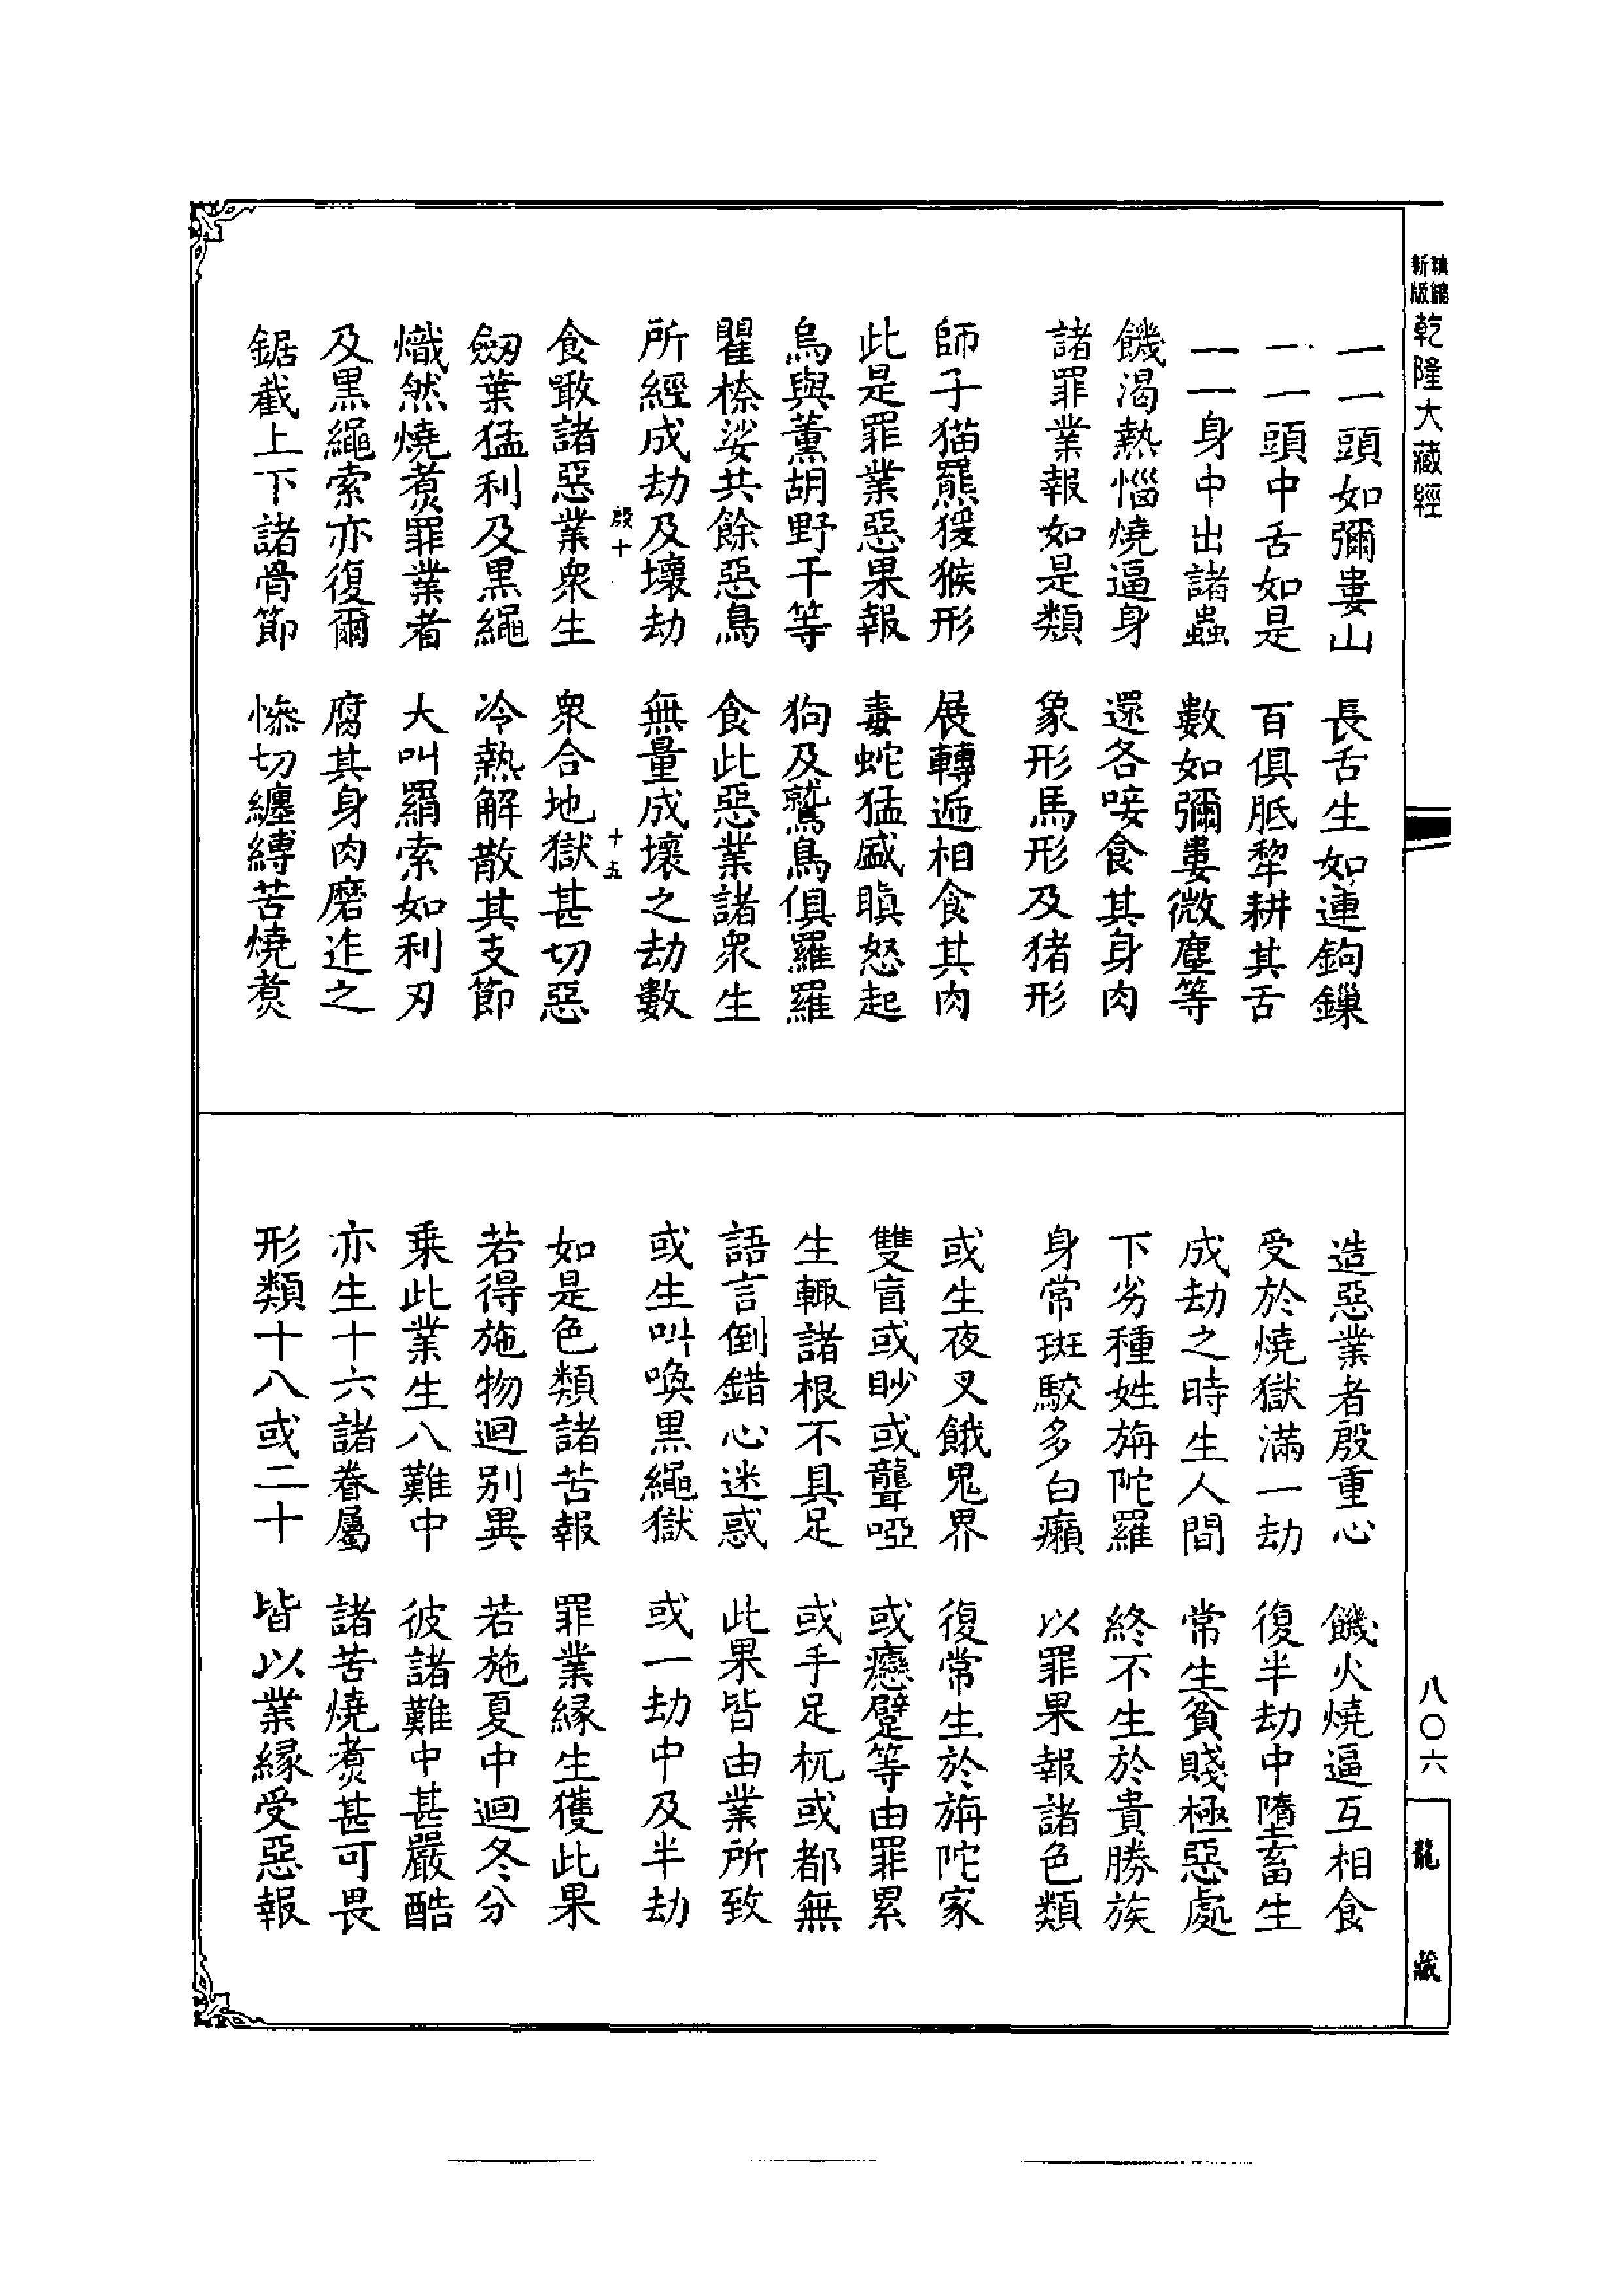 精縮
新版
乾隆大藏經
一一頭如彌婁山　長舌生如連鉤鏁
一一頭中舌如是　百俱胝犂耕其舌
一一身中出諸蟲　數如彌婁微塵等
饑渴熱惱燒逼身　還各唼食其身肉
諸罪業報如是類　象形馬形及猪形
師子猫羆猨猴形　展轉逓相食其肉
此是罪業惡果報　毒蛇猛盛瞋怒起
烏與薰胡野干等　狗及鷲鳥俱羅羅
瞿㮈娑共餘惡鳥　食此惡業諸衆生
所經成劫及壞劫　無量成壞之劫數
殷十　十五
食噉諸惡業衆生　衆合地獄甚切惡
劒葉猛利及黑繩　冷熱解散其支節
熾然燒煑罪業者　大叫羂索如利刃
及黑繩索亦復爾　腐其身肉磨迮之
鋸截上下諸骨節　慘切纏縛苦燒煑
造惡業者殷重心　饑火燒逼互相食
受於燒獄滿一劫　復半劫中墮畜生
成劫之時生人間　常生貧賤極惡處
下劣種姓旃陀羅　終不生於貴勝族
身常斑駮多白癩　以罪果報諸色類
或生夜叉餓鬼界　復常生於旃陀家
雙盲或眇或聾啞　或癋躄等由罪累
生輙諸根不具足　或手足杌或都無
語言倒錯心迷惑　此果皆由業所致
或生叫喚黑繩獄　或一劫中及半劫
如是色類諸苦報　罪業緣生獲此果
若得施物迴别異　若施夏中迴冬分
乗此業生八難中　彼諸難中甚嚴酷
亦生十六諸眷屬　諸苦燒煑甚可畏
形類十八或二十　皆以業緣受惡報
八〇六
龍藏